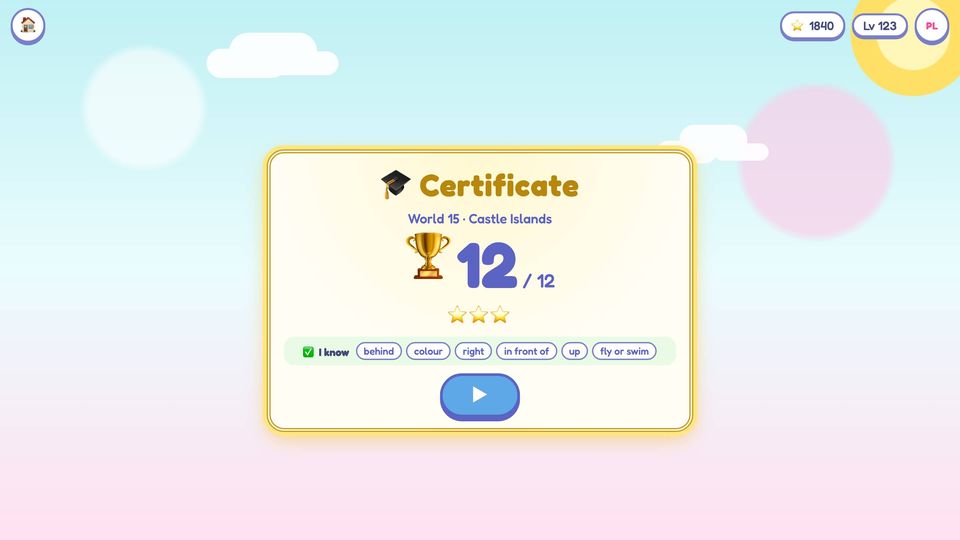 1840
Lv 123
PL
Certificate
World 15 · Castle Islands
12 / 12
I know behind colour right in front of up fly or swim